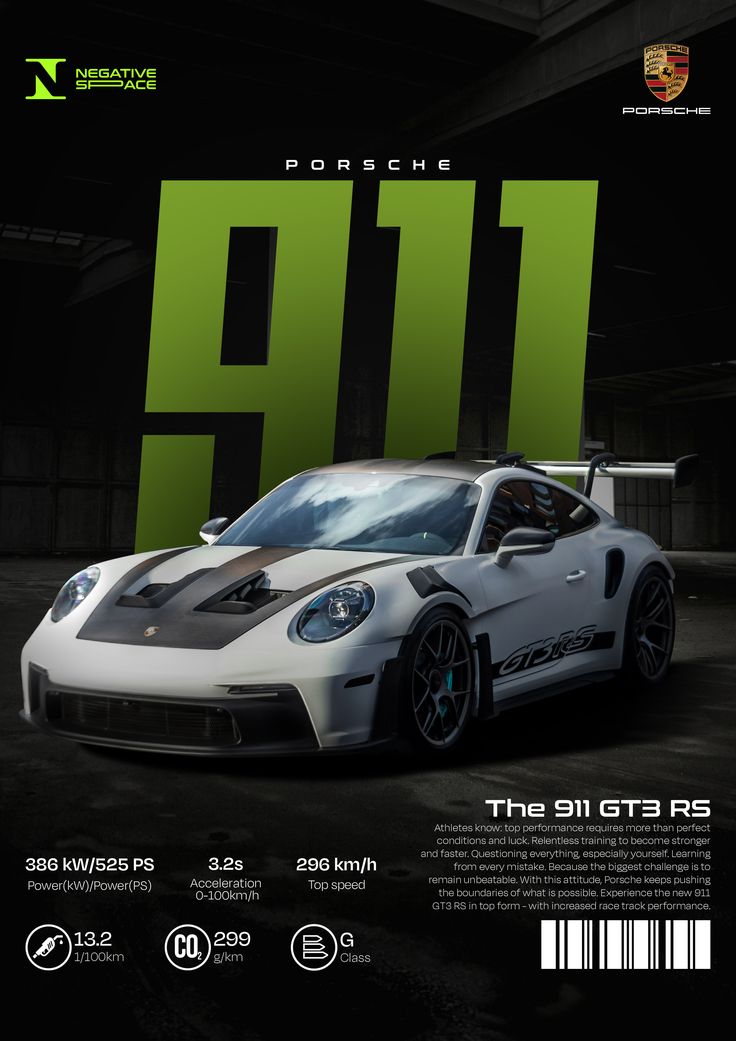 NEGATIVE
SPACE
PORSCHE
PORSCHE
PORSCHE
911
GT3 RS
The 911 GT3 RS
Athletes know: top performance requires more than perfect
conditions and luck. Relentless training to become stronger
and faster. Questioning everything, especially yourself. Learning
from every mistake. Because the biggest challenge is to
remain unbeatable. With this attitude, Porsche keeps pushing
the boundaries of what is possible. Experience the new 911
GT3 RS in top form - with increased race track performance.
386 kW/525 PS
Power(kW)/Power(PS)
3.2s
Acceleration
0-100km/h
296 km/h
Top speed
13.2
1/100km
CO2
299
g/km
G
Class